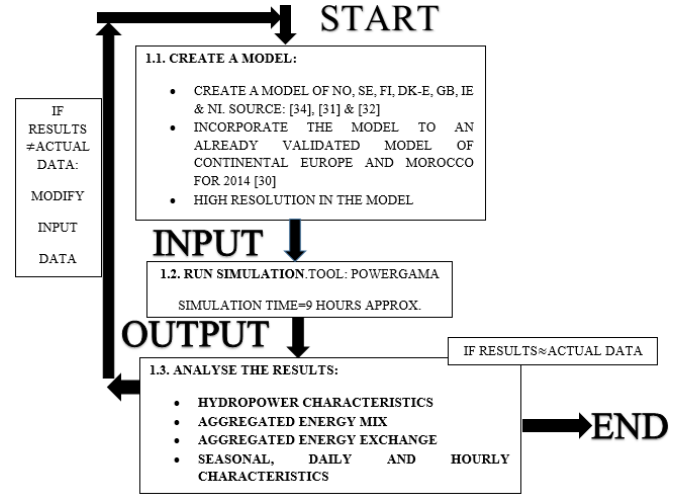 START
1.1. CREATE A MODEL:
• CREATE A MODEL OF NO, SE, FI, DK-E, GB, IE
& NI. SOURCE: [34], [31] & [32]
• INCORPORATE THE MODEL TO AN
ALREADY VALIDATED MODEL OF
CONTINENTAL EUROPE AND MOROCCO
FOR 2014 [30]
• HIGH RESOLUTION IN THE MODEL
IF
RESULTS
≠ACTUAL
DATA:
MODIFY
INPUT
DATA
INPUT
1.2. RUN SIMULATION.TOOL: POWERGAMA
SIMULATION TIME=9 HOURS APPROX.
OUTPUT
IF RESULTS≈ACTUAL DATA
1.3. ANALYSE THE RESULTS:
• HYDROPOWER CHARACTERISTICS
• AGGREGATED ENERGY MIX
• AGGREGATED ENERGY EXCHANGE
• SEASONAL, DAILY AND HOURLY
CHARACTERISTICS
END